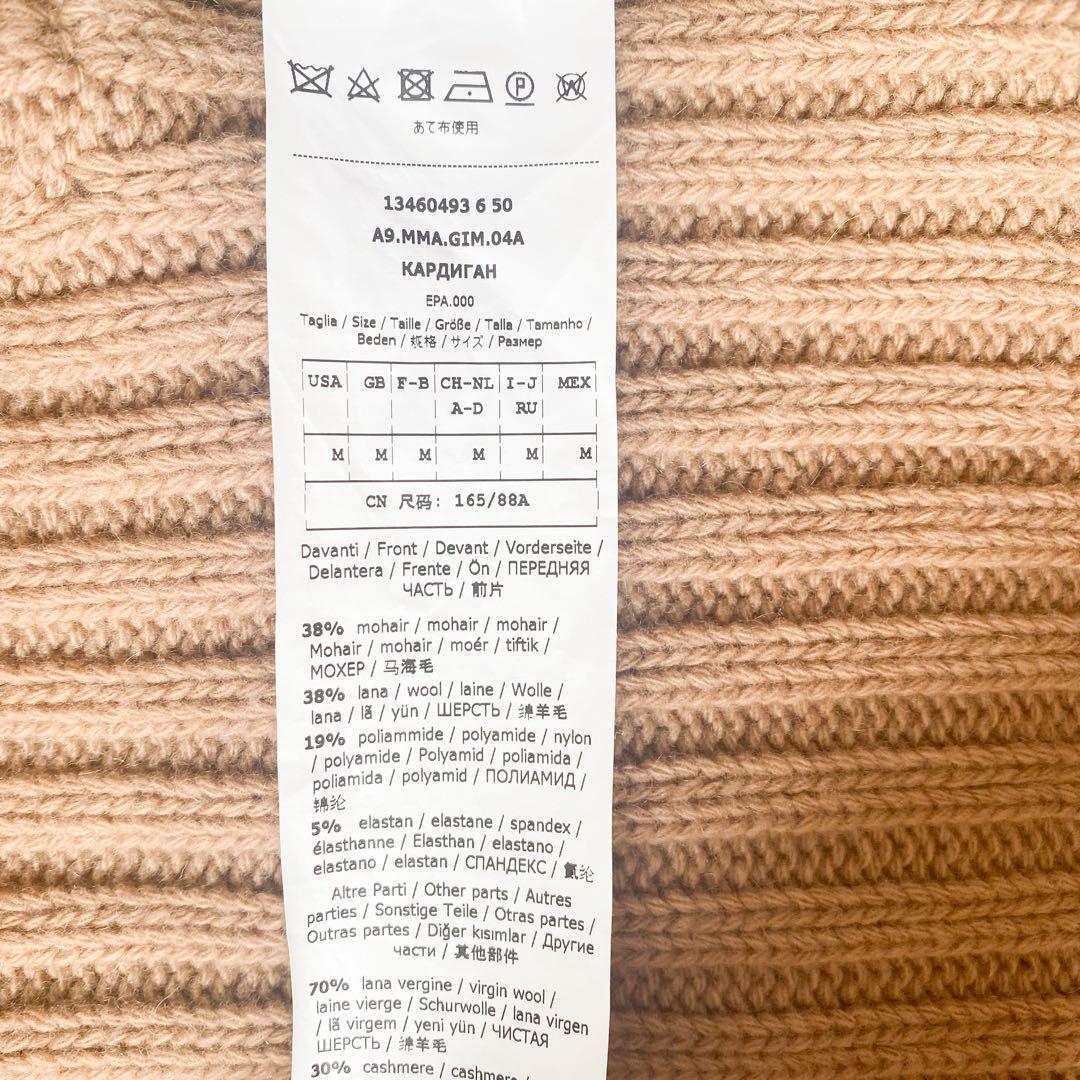 P W
あて布使用
13460493 6 50
A9.MMA.GIM.04A
КАРДИГАН
EPA.000
Taglia / Size / Taille / Größe / Talla / Tamanho /
Beden / 规格 / サイズ / Размер
USA GB F-B CH-NL I-J MEX
A-D RU
M M M M M M
CN 尺码: 165/88A
Davanti / Front / Devant / Vorderseite /
Delantera / Frente / Ön / ПЕРЕДНЯЯ
ЧАСТЬ / 前片
38% mohair / mohair / mohair /
Mohair / mohair / moér / tiftik /
МОХЕР / 马海毛
38% lana / wool / laine / Wolle /
lana / lã / yün / ШЕРСТЬ / 绵羊毛
19% poliammide / polyamide / nylon
/ polyamide / Polyamid / poliamida /
poliamida / polyamid / ПОЛИАМИД /
锦纶
5% elastan / elastane / spandex /
élasthanne / Elasthan / elastano /
elastano / elastan / СПАНДЕКС / 氨纶
Altre Parti / Other parts / Autres
parties / Sonstige Teile / Otras partes /
Outras partes / Diğer kısımlar / Другие
части / 其他部件
70% lana vergine / virgin wool /
laine vierge / Schurwolle / lana virgen
/ lã virgem / yeni yün / ЧИСТАЯ
ШЕРСТЬ / 绵羊毛
30% cashmere / cashmere /